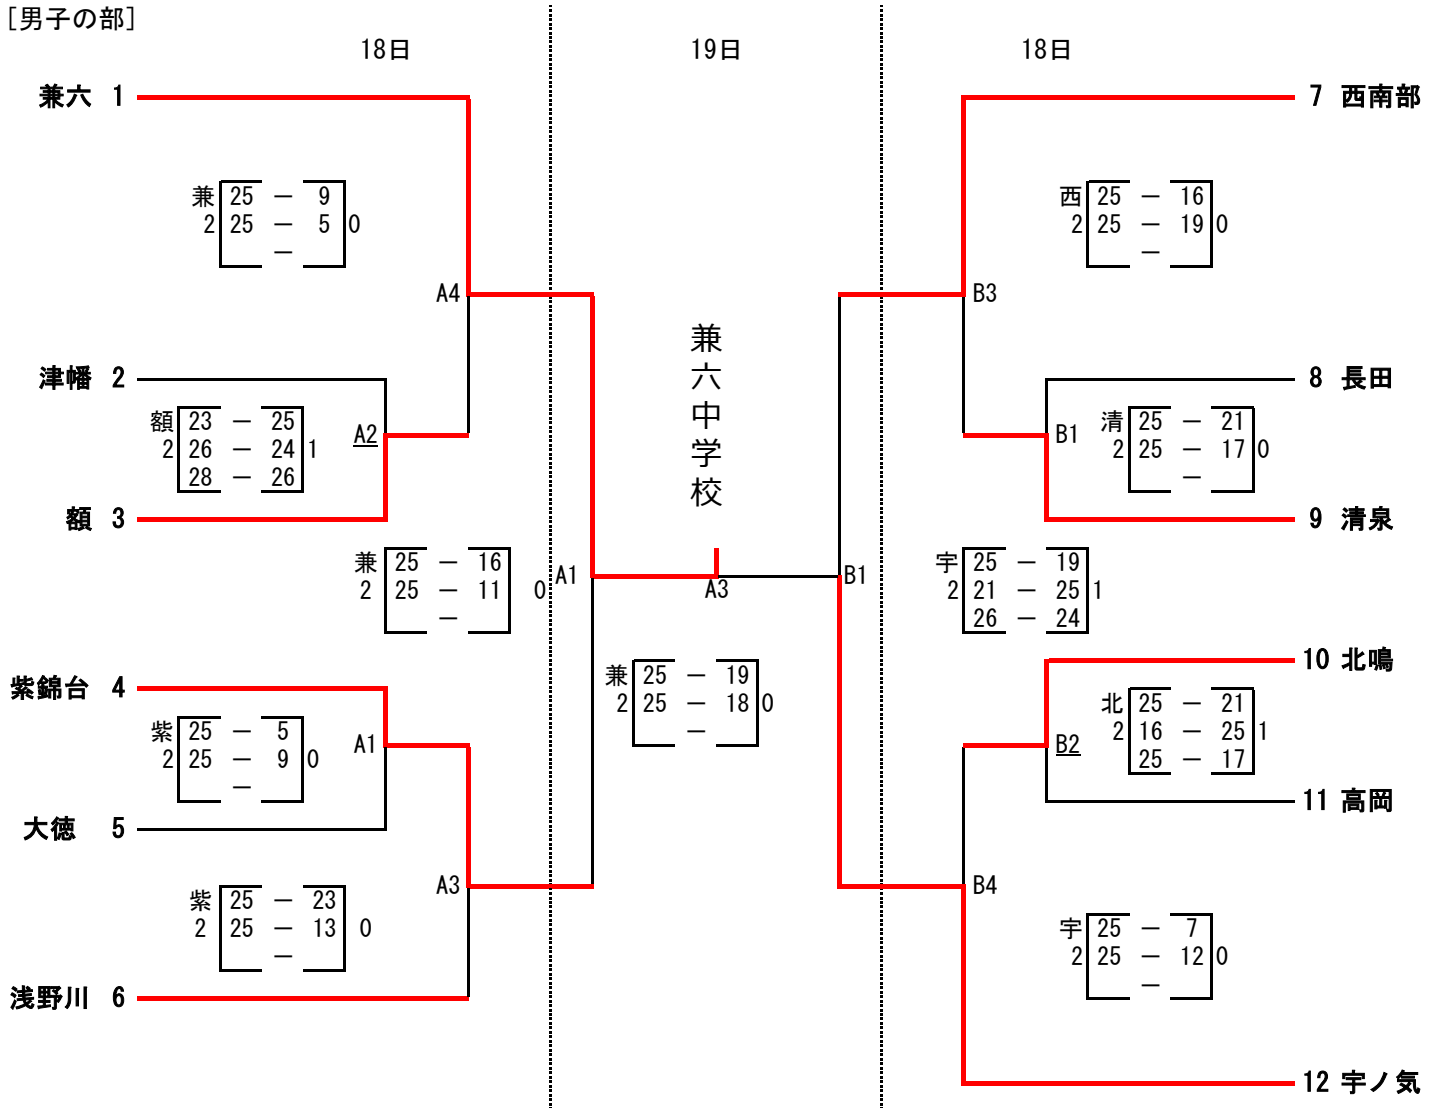 ［男子の部］
18日 19日 18日
兼六 1
7 西南部
兼 25 － 9
2 25 － 5 0
－
西 25 － 16
2 25 － 19 0
－
A4
B3
兼六中学校
津幡 2
8 長田
額 23 － 25
2 26 － 24 1
28 － 26
A2
B1
清 25 － 21
2 25 － 17 0
－
額 3
9 清泉
兼 25 － 16
2 25 － 11 0
－
A1
A3
B1
宇 25 － 19
2 21 － 25 1
26 － 24
兼 25 － 19
2 25 － 18 0
－
紫錦台 4
10 北鳴
紫 25 － 5
2 25 － 9 0
－
A1
B2
北 25 － 21
2 16 － 25 1
25 － 17
大徳 5
11 高岡
A3
B4
紫 25 － 23
2 25 － 13 0
－
宇 25 － 7
2 25 － 12 0
－
浅野川 6
12 宇ノ気